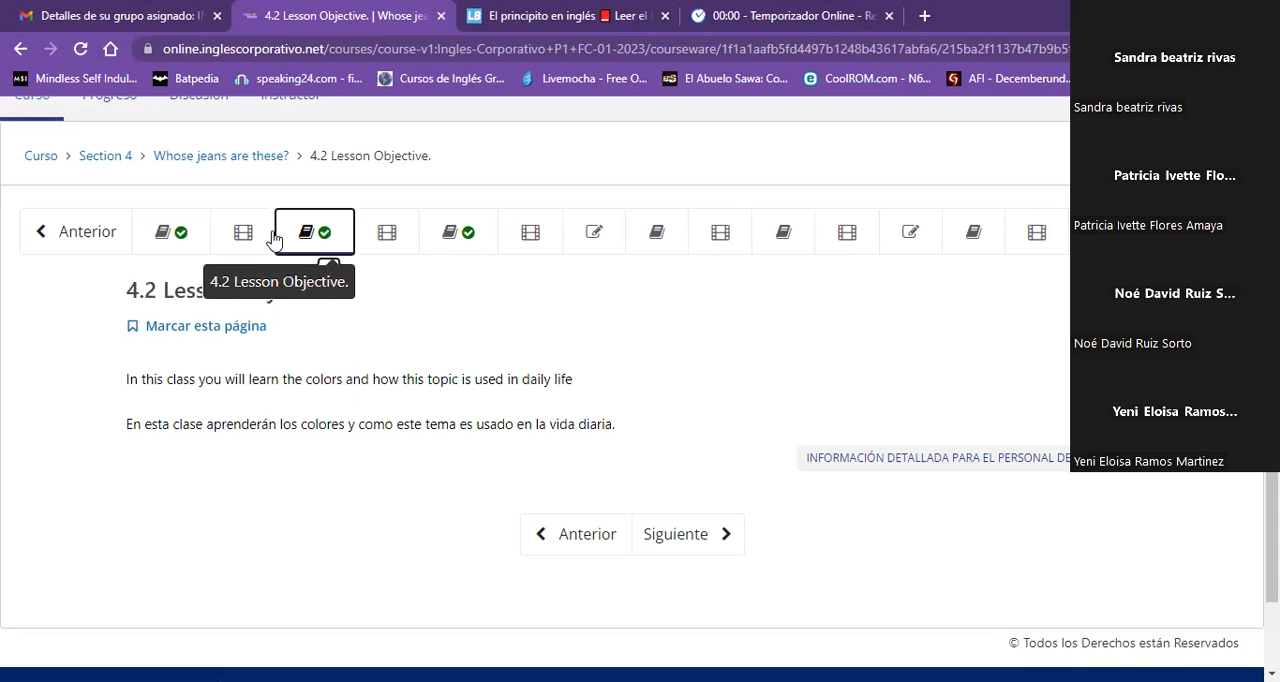 Detalles de su grupo asignado: I
4.2 Lesson Objective. | Whose jea
El principito en inglés 📕 Leer el l
00:00 - Temporizador Online - Re
online.inglescorporativo.net/courses/course-v1:Ingles-Corporativo+P1+FC-01-2023/courseware/1f1a1aafb5fd4497b1248b43617abfa6/215ba2f1137b47b9b5
Mindless Self Indul...
Batpedia
speaking24.com - fi...
Cursos de Inglés Gr...
Livemocha - Free O...
El Abuelo Sawa: Co...
CoolROM.com - N6...
AFI - Decemberund...
Curso Progreso Discusión Instructor
Curso > Section 4 > Whose jeans are these? > 4.2 Lesson Objective.
Anterior
4.2 Lesson Objective.
4.2 Less
Marcar esta página
In this class you will learn the colors and how this topic is used in daily life
En esta clase aprenderán los colores y como este tema es usado en la vida diaria.
INFORMACIÓN DETALLADA PARA EL PERSONAL DE
Anterior
Siguiente
© Todos los Derechos están Reservados
Sandra beatriz rivas
Sandra beatriz rivas
Patricia Ivette Flo...
Patricia Ivette Flores Amaya
Noé David Ruiz S...
Noé David Ruiz Sorto
Yeni Eloisa Ramos...
Yeni Eloisa Ramos Martinez